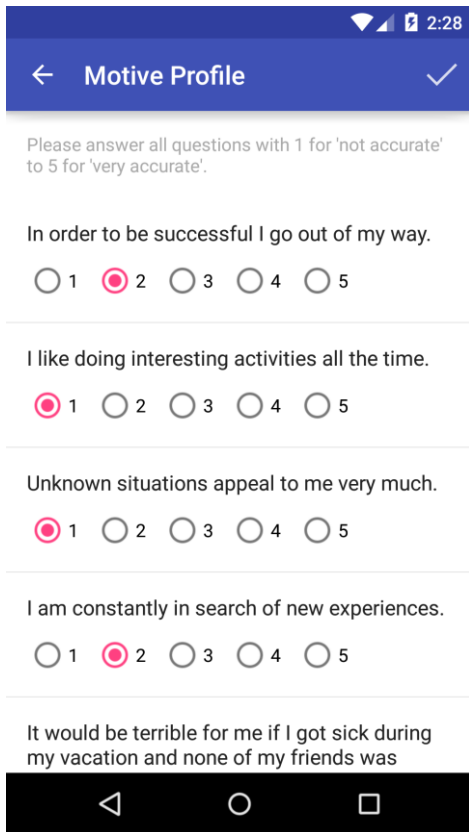 2:28
Motive Profile
Please answer all questions with 1 for 'not accurate'
to 5 for 'very accurate'.
In order to be successful I go out of my way.
1 2 3 4 5
I like doing interesting activities all the time.
1 2 3 4 5
Unknown situations appeal to me very much.
1 2 3 4 5
I am constantly in search of new experiences.
1 2 3 4 5
It would be terrible for me if I got sick during
my vacation and none of my friends was